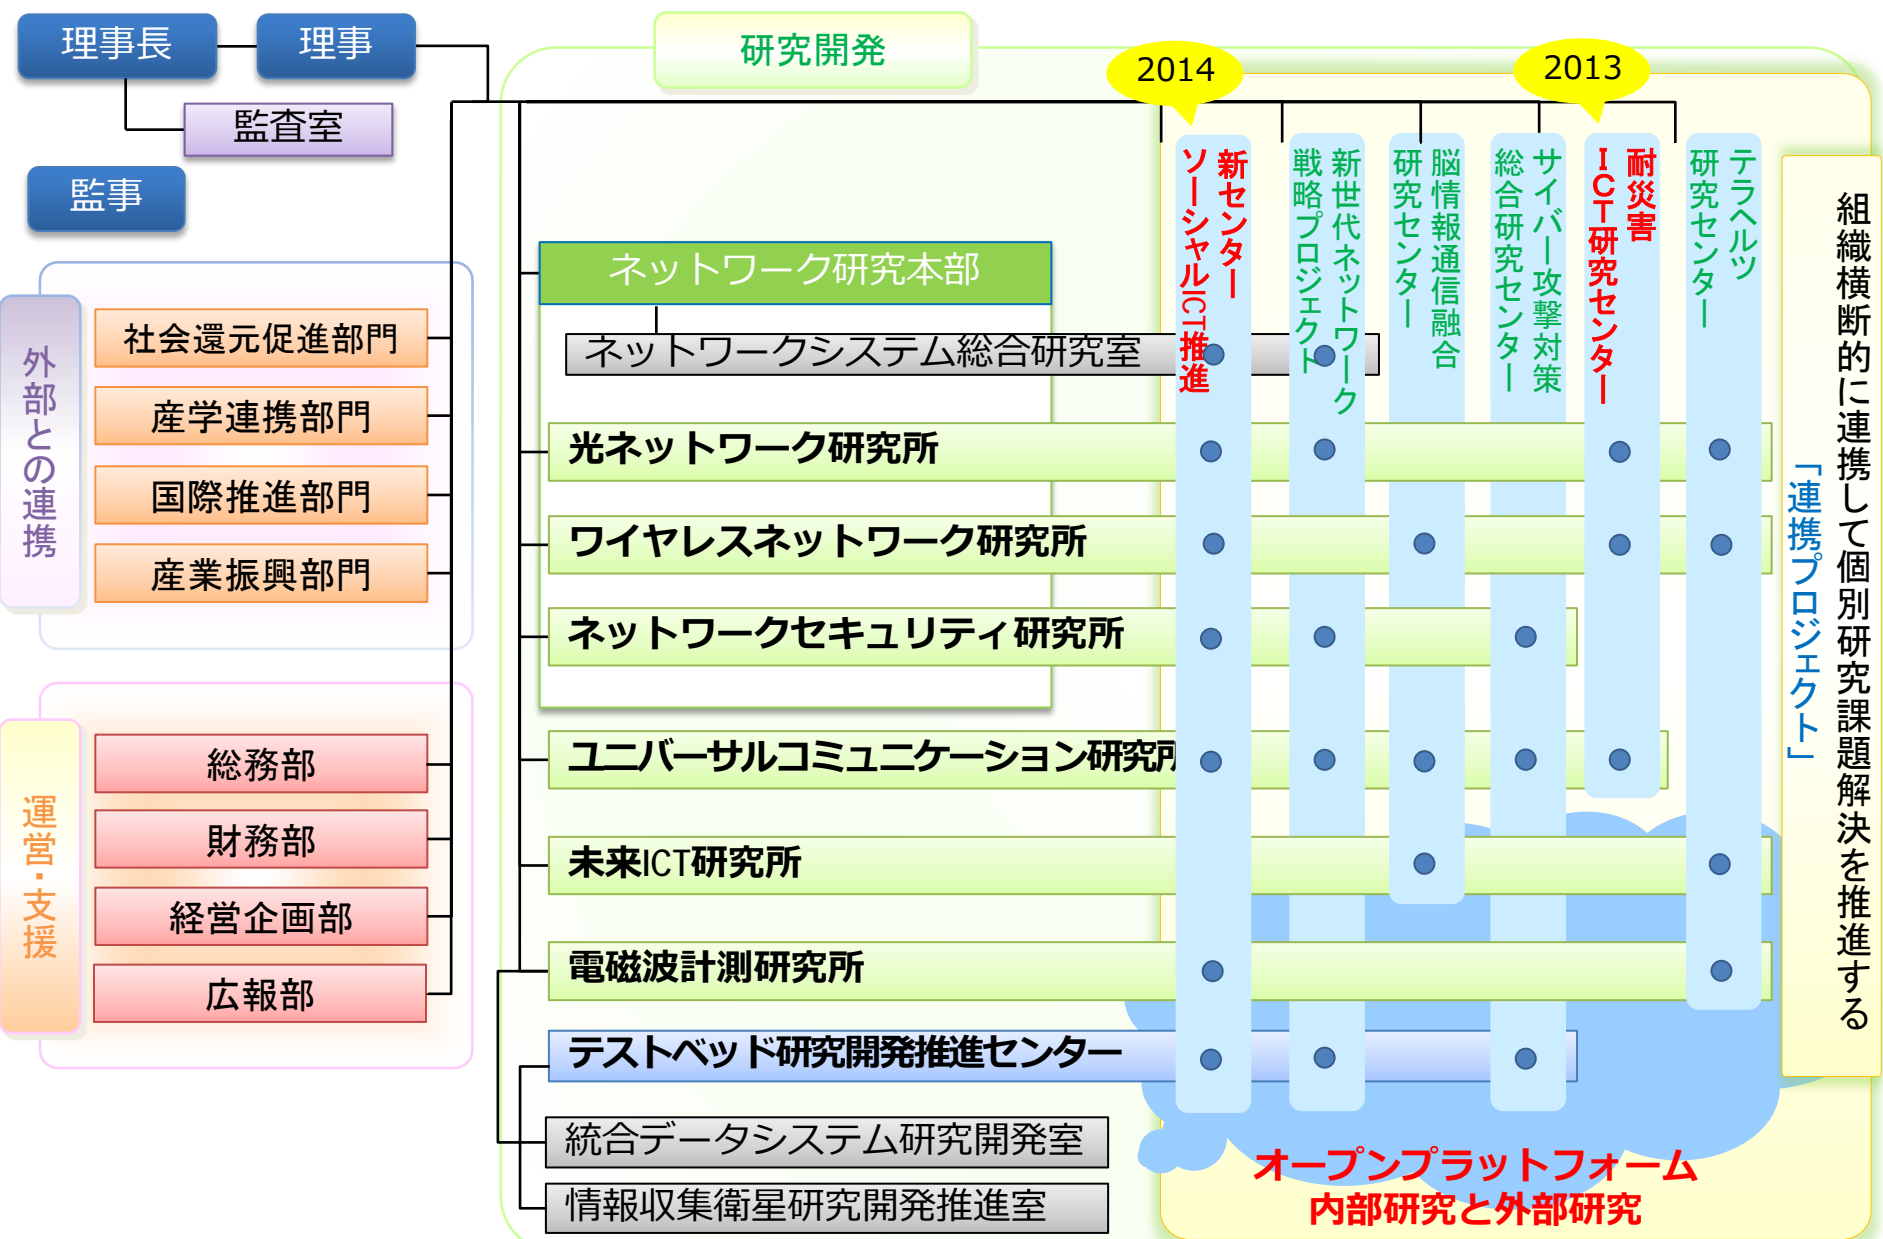 理事長
理事
監査室
監事
外部との連携
社会還元促進部門
産学連携部門
国際推進部門
産業振興部門
運営・支援
総務部
財務部
経営企画部
広報部
研究開発
2014
2013
新センター
ソーシャルICT推進
新世代ネットワーク
戦略プロジェクト
脳情報通信融合
研究センター
サイバー攻撃対策
総合研究センター
耐災害
ICT研究センター
テラヘルツ
研究センター
組織横断的に連携して個別研究課題解決を推進する
「連携プロジェクト」
ネットワーク研究本部
ネットワークシステム総合研究室
光ネットワーク研究所
ワイヤレスネットワーク研究所
ネットワークセキュリティ研究所
ユニバーサルコミュニケーション研究所
未来ICT研究所
電磁波計測研究所
テストベッド研究開発推進センター
統合データシステム研究開発室
情報収集衛星研究開発推進室
オープンプラットフォーム
内部研究と外部研究